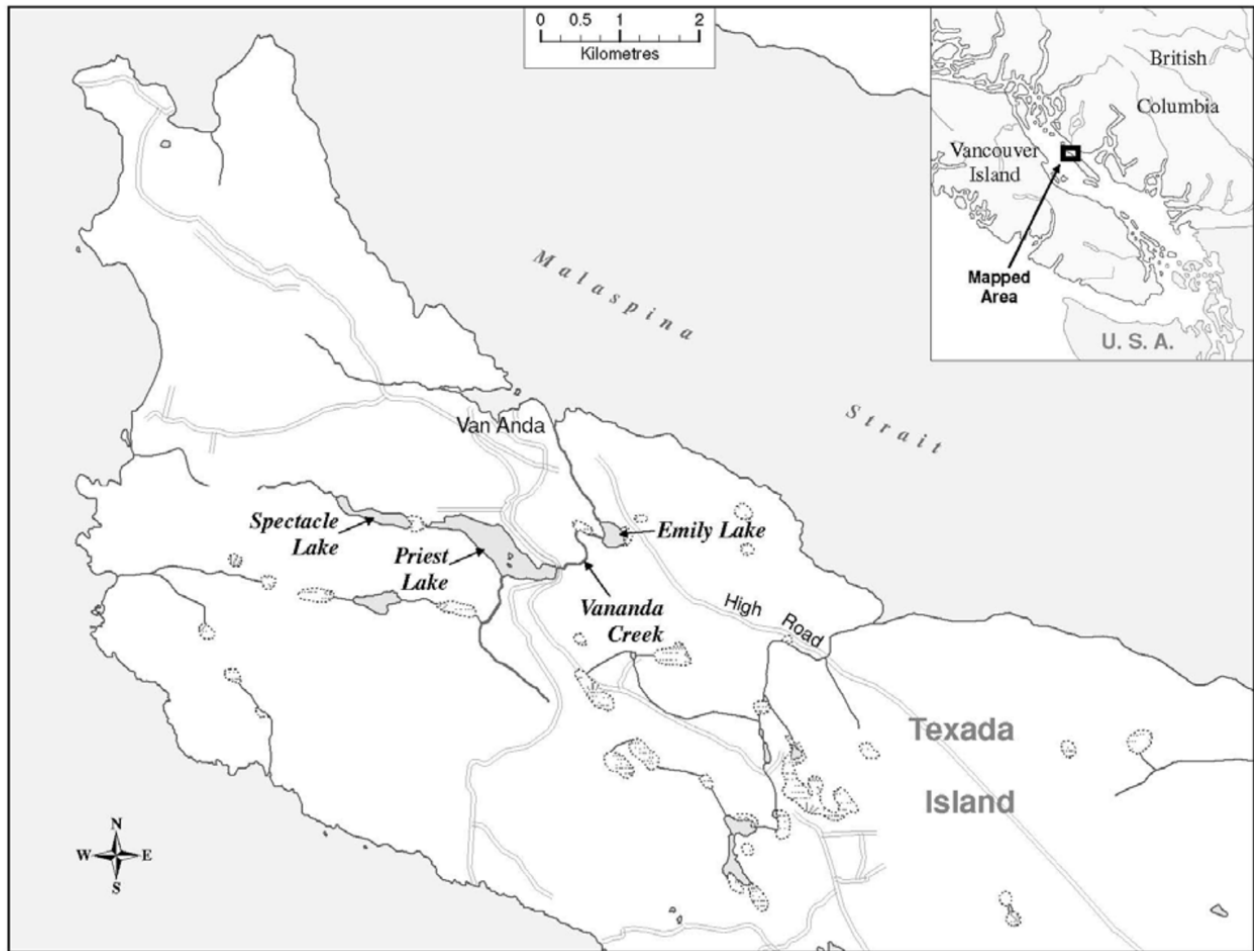 0 0.5 1 2
Kilometres
British
Columbia
Vancouver
Island
Mapped
Area
U. S. A.
Malaspina
Strait
Van Anda
Spectacle
Lake
Priest
Lake
Emily Lake
Vananda
Creek
High Road
Texada
Island
N
W E
S